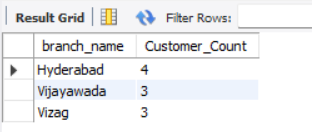 Result Grid Filter Rows:
branch_name Customer_Count
Hyderabad 4
Vijayawada 3
Vizag 3